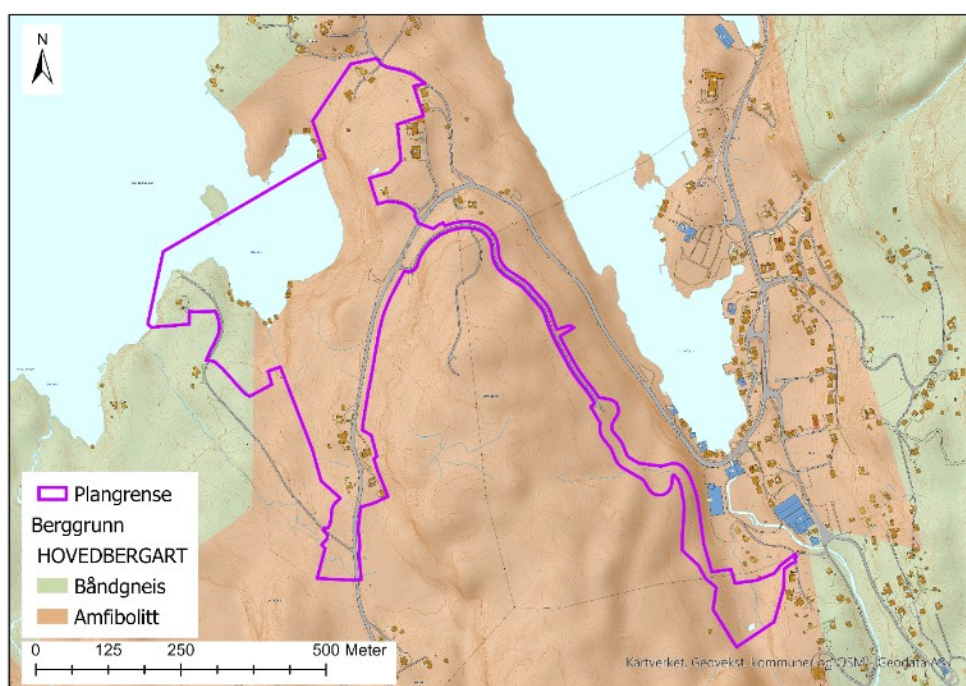 N
Plangrense
Berggrunn
HOVEDBERGART
Båndgneis
Amfibolitt
0 125 250 500 Meter
Kartverket, Geovekst, kommuner og OSM - Geodata AS